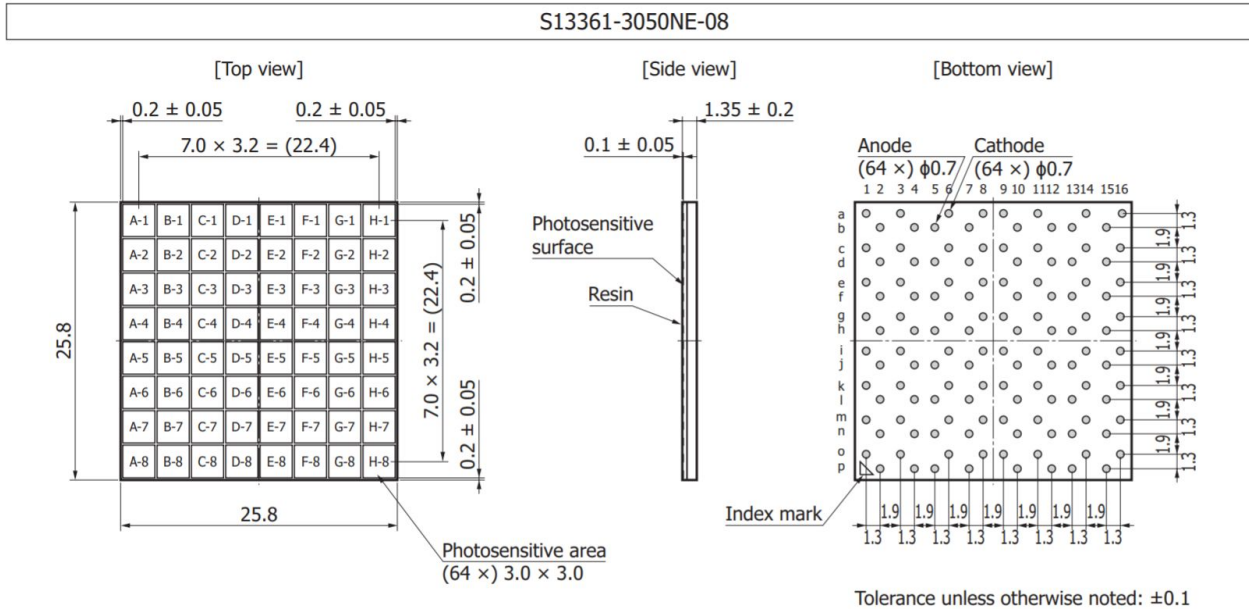 S13361-3050NE-08
[Top view]
[Side view]
[Bottom view]
0.2 ± 0.05
0.2 ± 0.05
7.0 × 3.2 = (22.4)
A-1 B-1 C-1 D-1 E-1 F-1 G-1 H-1
A-2 B-2 C-2 D-2 E-2 F-2 G-2 H-2
A-3 B-3 C-3 D-3 E-3 F-3 G-3 H-3
A-4 B-4 C-4 D-4 E-4 F-4 G-4 H-4
A-5 B-5 C-5 D-5 E-5 F-5 G-5 H-5
A-6 B-6 C-6 D-6 E-6 F-6 G-6 H-6
A-7 B-7 C-7 D-7 E-7 F-7 G-7 H-7
A-8 B-8 C-8 D-8 E-8 F-8 G-8 H-8
25.8
25.8
0.2 ± 0.05
7.0 × 3.2 = (22.4)
0.2 ± 0.05
Photosensitive area
(64 ×) 3.0 × 3.0
1.35 ± 0.2
0.1 ± 0.05
Photosensitive
surface
Resin
Anode
(64 ×) ϕ0.7
Cathode
(64 ×) ϕ0.7
1 2 3 4 5 6 7 8 9 10 1112 1314 1516
a
b
c
d
e
f
g
h
i
j
k
l
m
n
o
p
1.3
1.9
1.3
1.9
1.3
1.9
1.3
1.9
1.3
1.9
1.3
1.9
1.3
1.9
1.3
Index mark
1.9 1.9 1.9 1.9 1.9 1.9 1.9
1.3 1.3 1.3 1.3 1.3 1.3 1.3 1.3
Tolerance unless otherwise noted: ±0.1